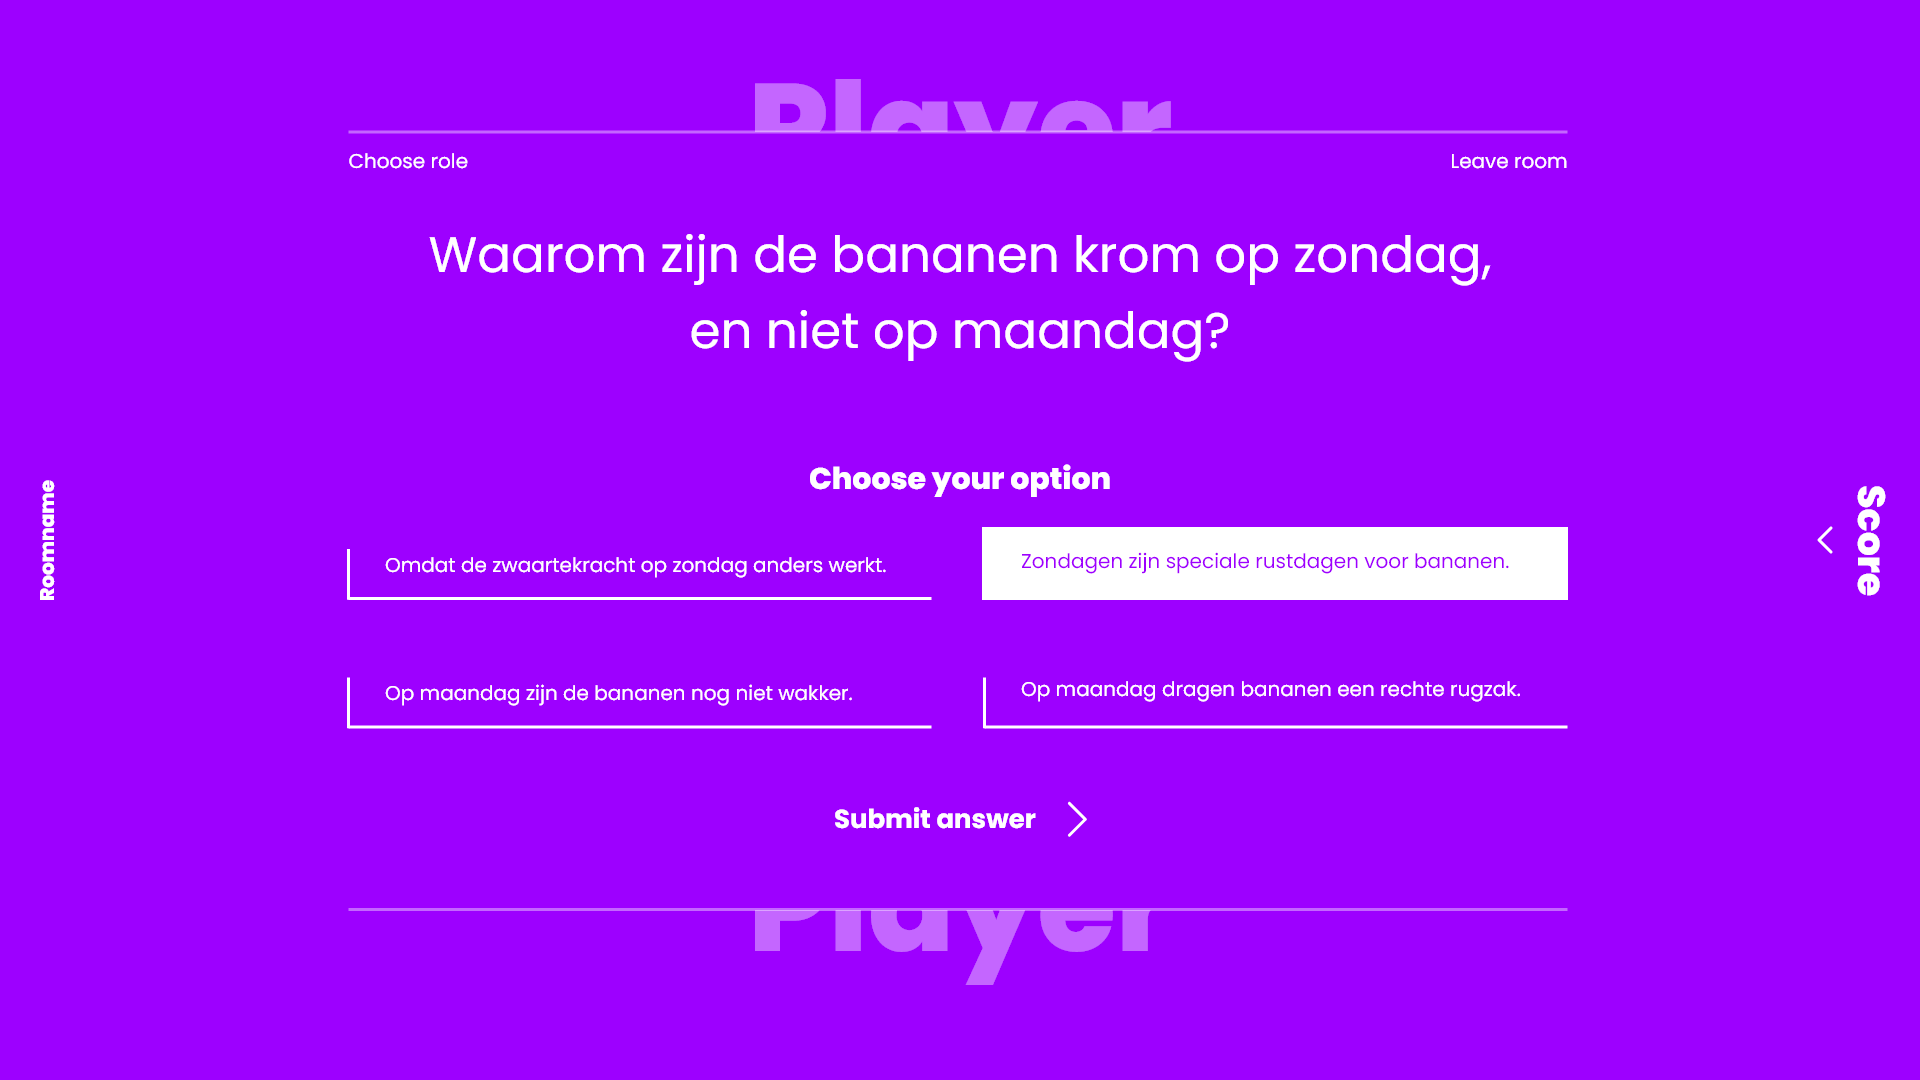 Player
Choose role
Leave room
Waarom zijn de bananen krom op zondag,
en niet op maandag?
Roomname
Score
Choose your option
Omdat de zwaartekracht op zondag anders werkt.
Zondagen zijn speciale rustdagen voor bananen.
Op maandag zijn de bananen nog niet wakker.
Op maandag dragen bananen een rechte rugzak.
Submit answer
Player